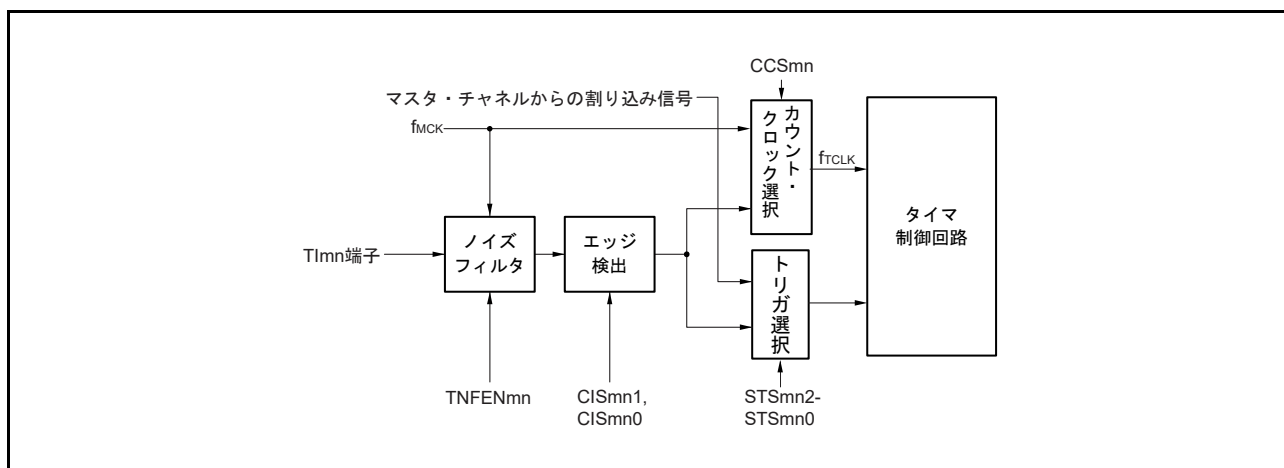 CCSmn
マスタ・チャネルからの割り込み信号
fMCK
カウント・
クロック選択
fTCLK
タイマ
制御回路
TImn端子
ノイズ
フィルタ
エッジ
検出
トリガ選択
TNFENmn
CISmn1,
CISmn0
STSmn2-
STSmn0